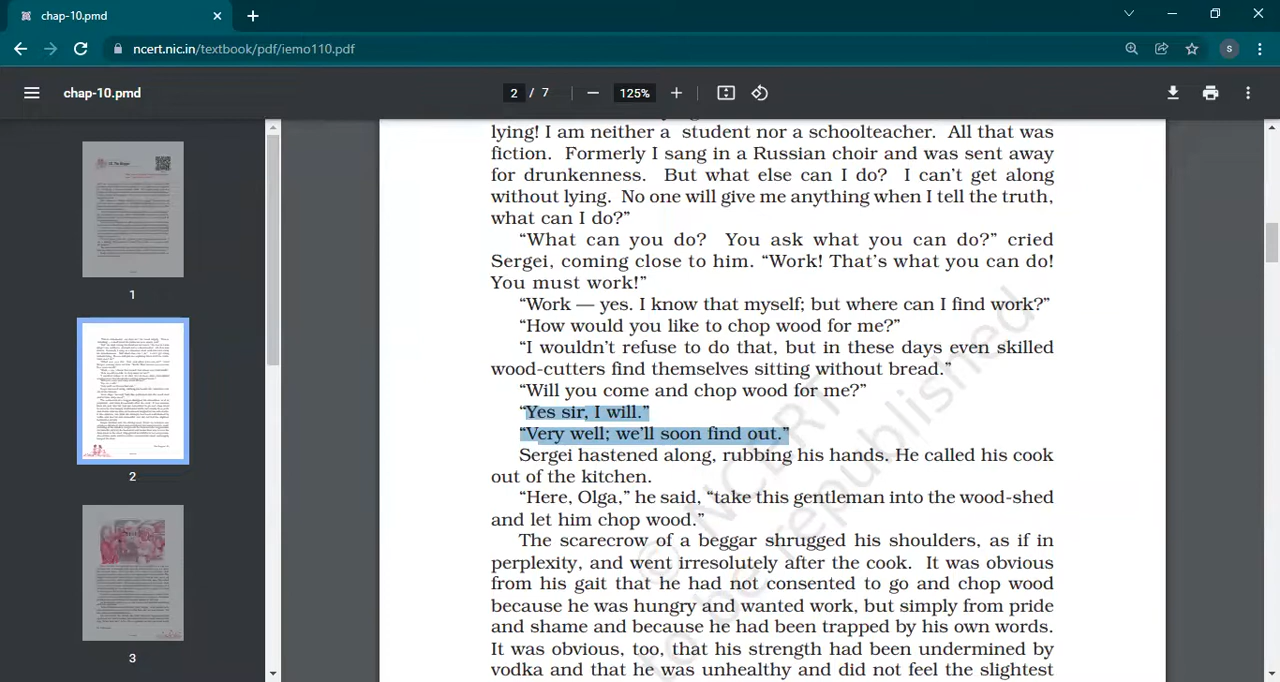 chap-10.pmd
ncert.nic.in/textbook/pdf/iemo110.pdf
S
chap-10.pmd
2 / 7
125%
1
2
3
lying! I am neither a student nor a schoolteacher. All that was
fiction. Formerly I sang in a Russian choir and was sent away
for drunkenness. But what else can I do? I can’t get along
without lying. No one will give me anything when I tell the truth,
what can I do?”
“What can you do? You ask what you can do?” cried
Sergei, coming close to him. “Work! That’s what you can do!
You must work!”
“Work — yes. I know that myself; but where can I find work?”
“How would you like to chop wood for me?”
“I wouldn’t refuse to do that, but in these days even skilled
wood-cutters find themselves sitting without bread.”
“Will you come and chop wood for me?”
“Yes sir, I will.”
“Very well; we’ll soon find out.”
Sergei hastened along, rubbing his hands. He called his cook
out of the kitchen.
“Here, Olga,” he said, “take this gentleman into the wood-shed
and let him chop wood.”
The scarecrow of a beggar shrugged his shoulders, as if in
perplexity, and went irresolutely after the cook. It was obvious
from his gait that he had not consented to go and chop wood
because he was hungry and wanted work, but simply from pride
and shame and because he had been trapped by his own words.
It was obvious, too, that his strength had been undermined by
vodka and that he was unhealthy and did not feel the slightest